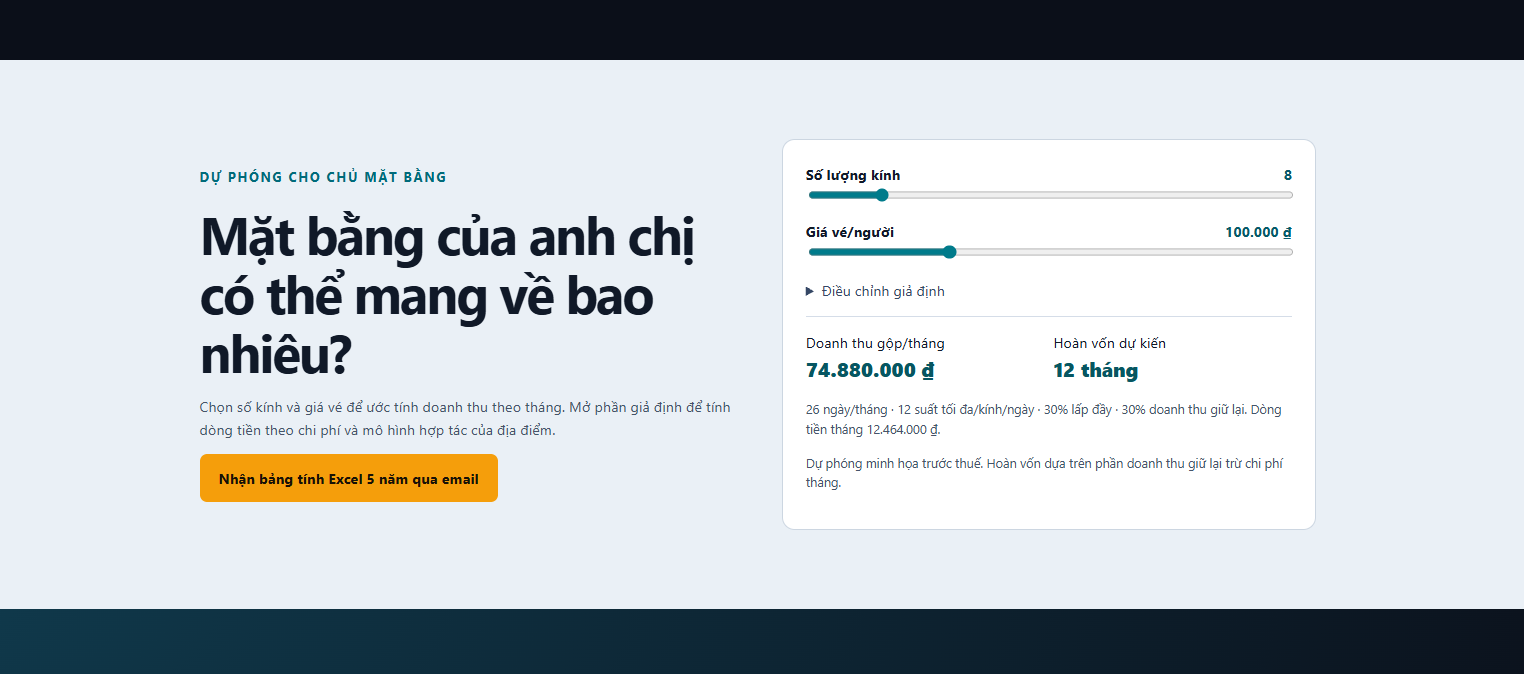 DỰ PHÓNG CHO CHỦ MẶT BẰNG
Mặt bằng của anh chị
có thể mang về bao
nhiêu?
Chọn số kính và giá vé để ước tính doanh thu theo tháng. Mở phần giả định để tính
dòng tiền theo chi phí và mô hình hợp tác của địa điểm.
Nhận bảng tính Excel 5 năm qua email
Số lượng kính 8
Giá vé/người 100.000 ₫
▶ Điều chỉnh giả định
Doanh thu gộp/tháng Hoàn vốn dự kiến
74.880.000 ₫ 12 tháng
26 ngày/tháng · 12 suất tối đa/kính/ngày · 30% lấp đầy · 30% doanh thu giữ lại. Dòng
tiền tháng 12.464.000 ₫.
Dự phóng minh họa trước thuế. Hoàn vốn dựa trên phần doanh thu giữ lại trừ chi phí
tháng.